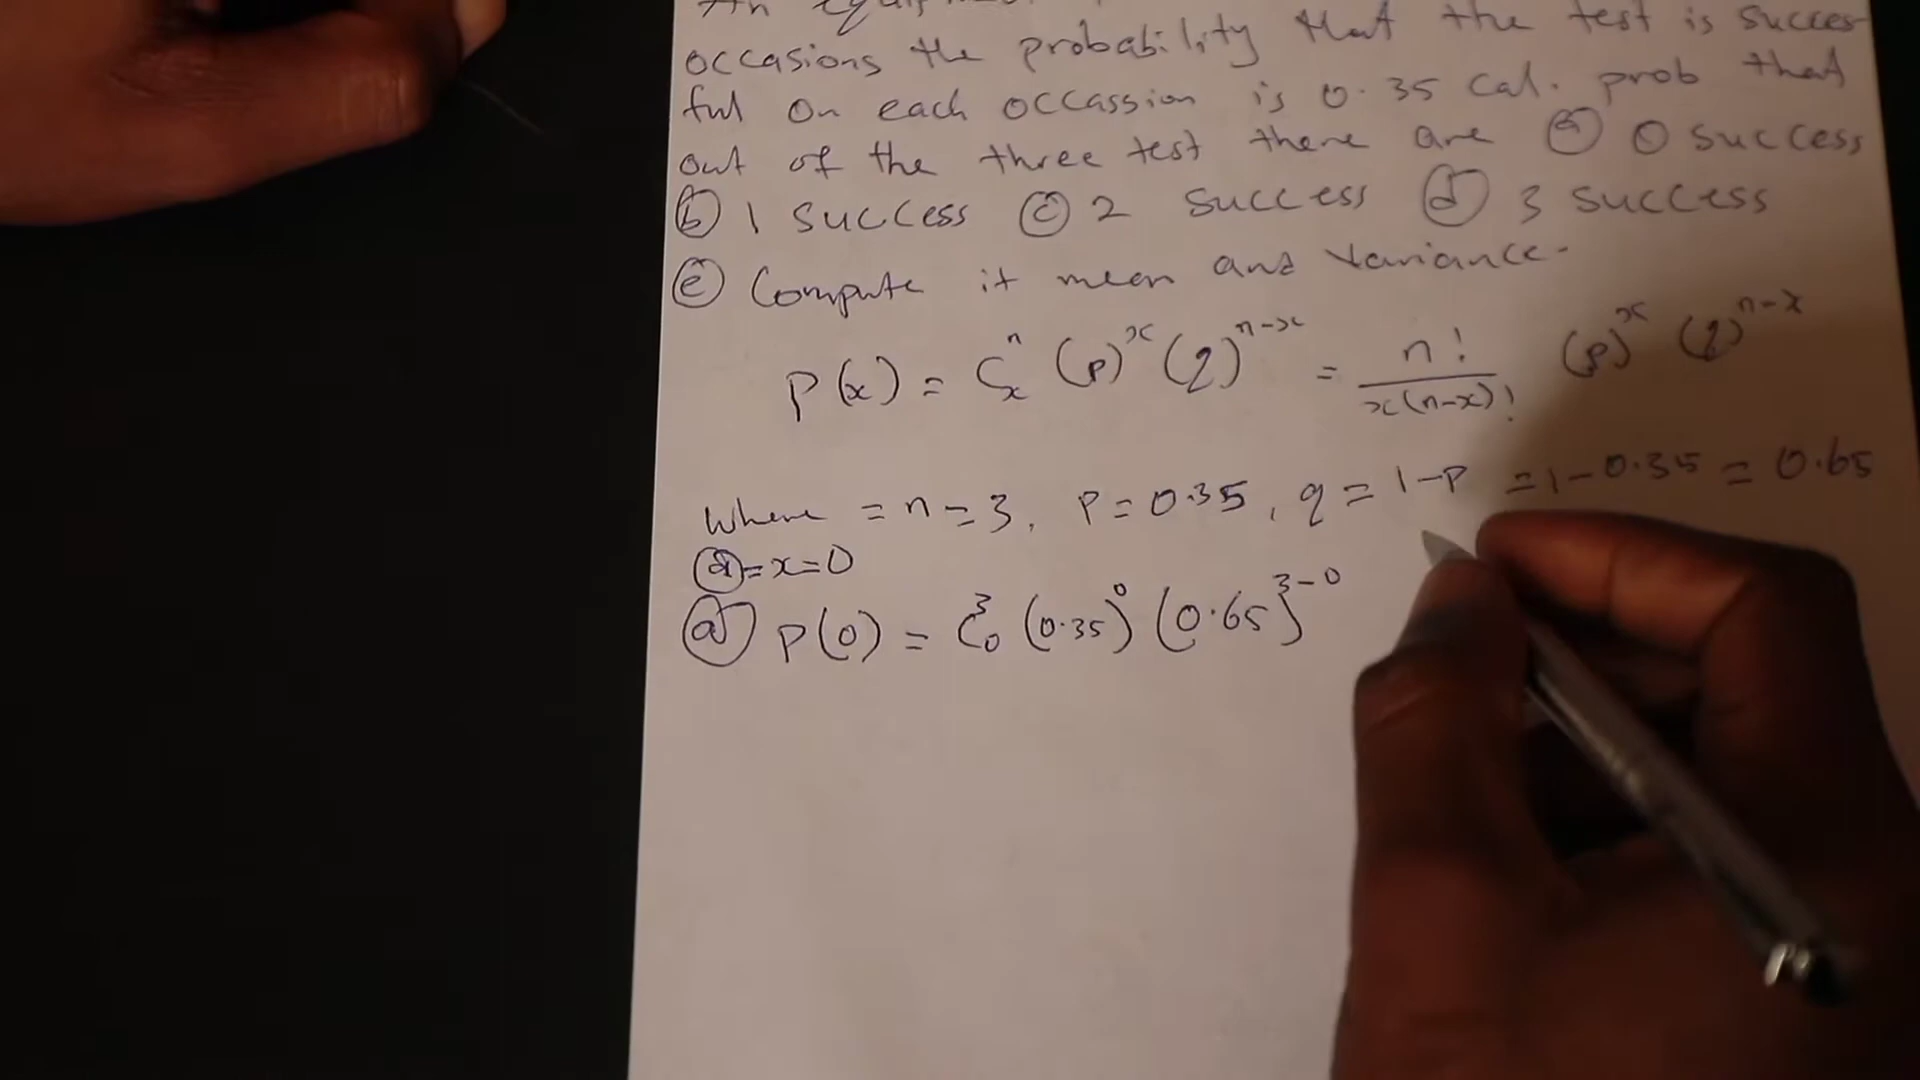 An
occasions the probability that the test is succes-
ful on each occassion is 0.35 Cal. prob that
out of the three test there are (a) 0 success
(b) 1 success (c) 2 success (d) 3 success
(e) Compute it mean and Variance.
P(x) = C^n_x (p)^x (q)^n-x = n!/x(n-x)! (p)^x (q)^n-x
Where = n = 3, P = 0.35, q = 1-P = 1-0.35 = 0.65
(a) = x = 0
(a) P(0) = C^3_0 (0.35)^0 (0.65)^3-0